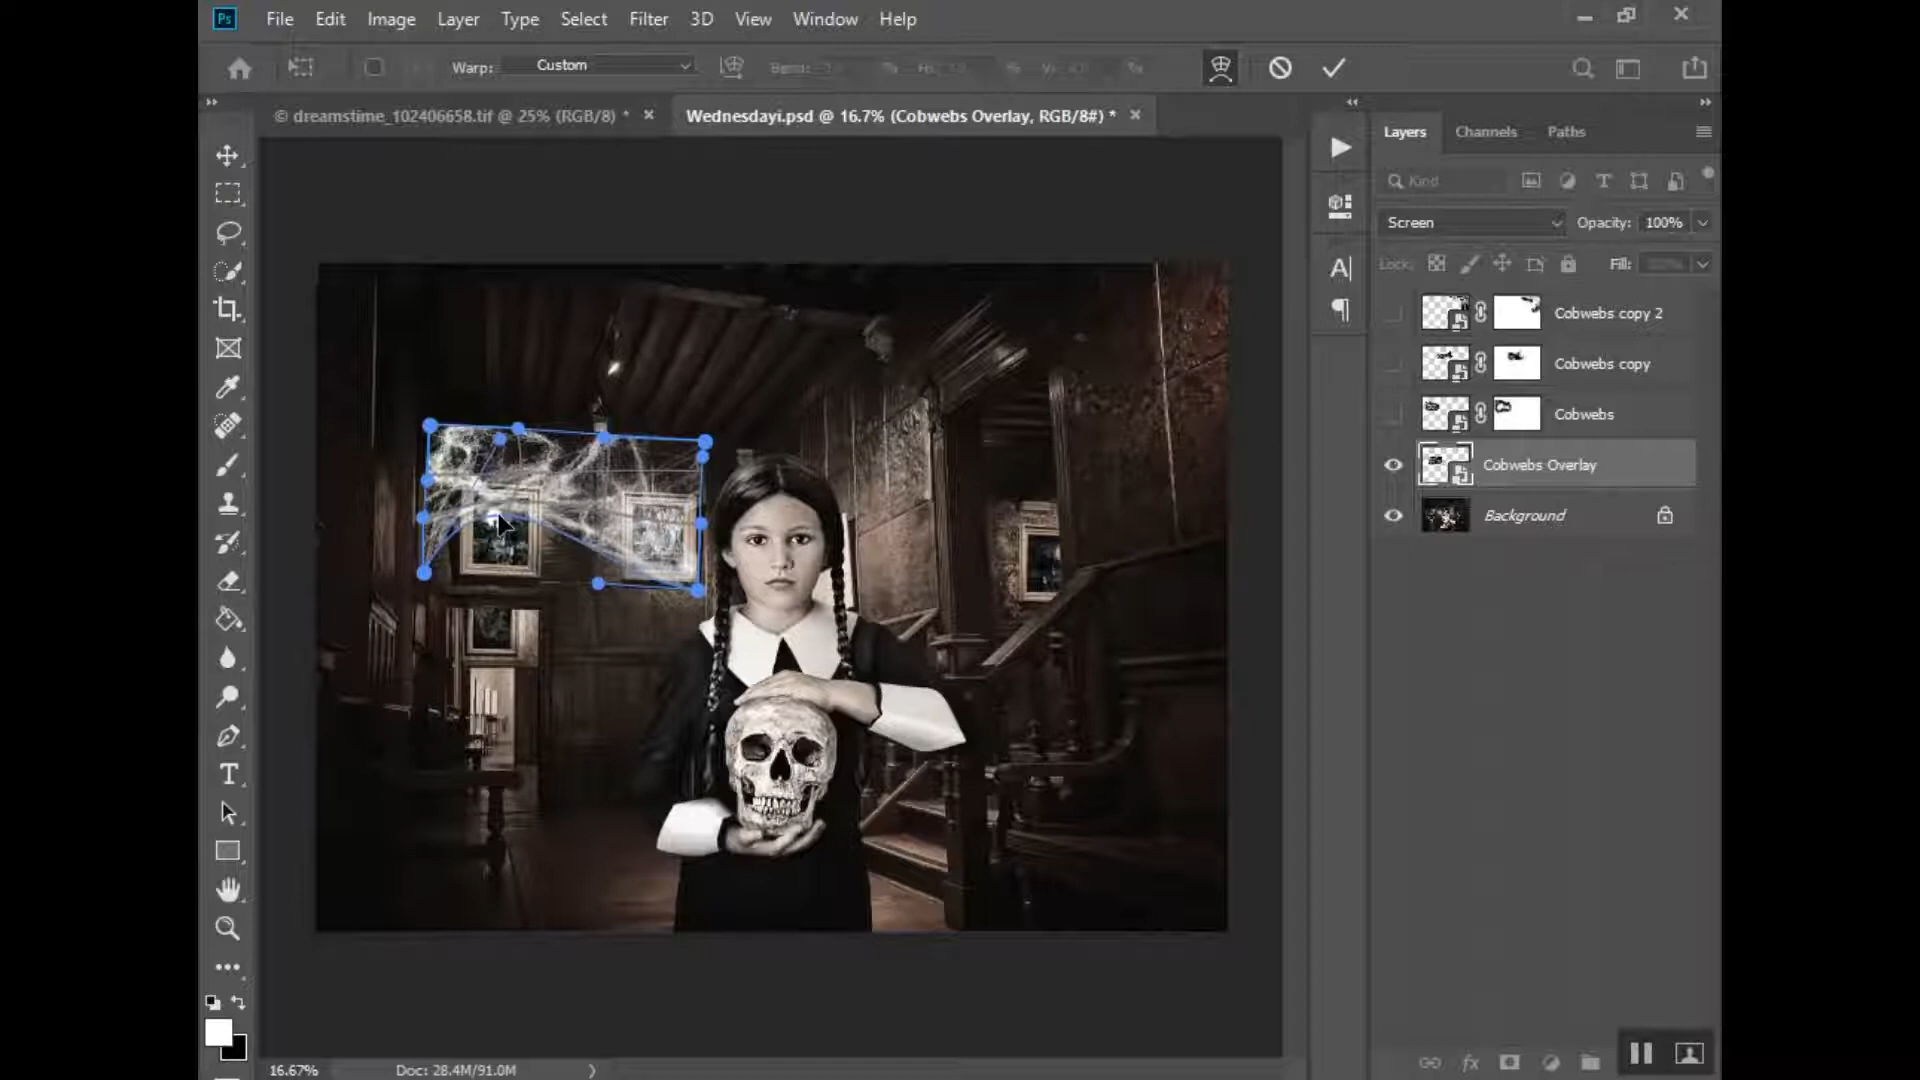 Ps File Edit Image Layer Type Select Filter 3D View Window Help
Warp: Custom Bend: H: V:
© dreamstime_102406658.tif @ 25% (RGB/8) * × Wednesdayi.psd @ 16.7% (Cobwebs Overlay, RGB/8#) * ×
Layers Channels Paths
Kind
Screen Opacity: 100%
Lock: Fill:
Cobwebs copy 2
Cobwebs copy
Cobwebs
Cobwebs Overlay
Background
16.67% Doc: 28.4M/91.0M